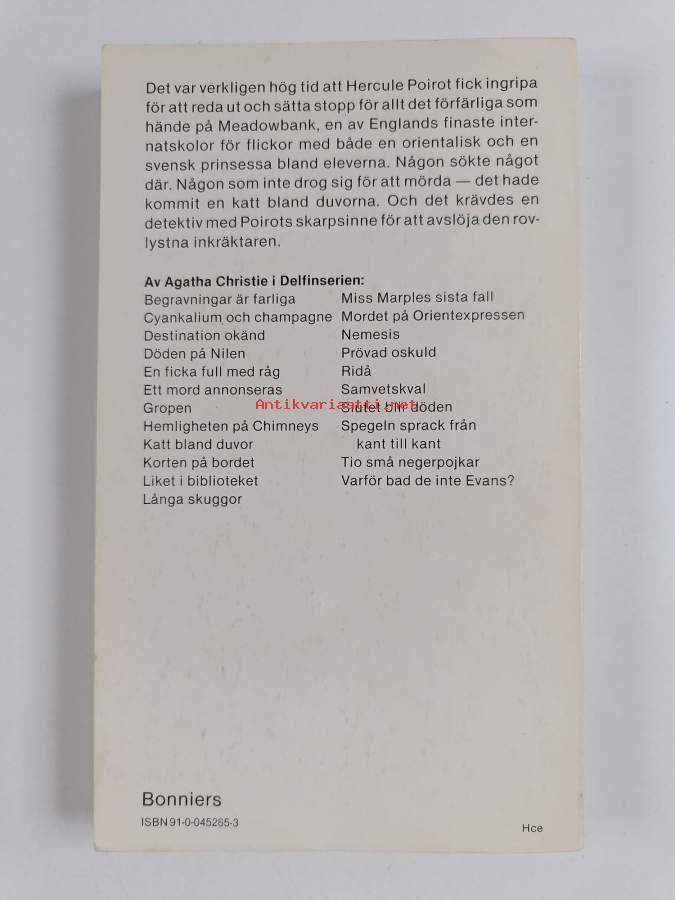 Det var verkligen hög tid att Hercule Poirot fick ingripa
för att reda ut och sätta stopp för allt det förfärliga som
hände på Meadowbank, en av Englands finaste inter-
natskolor för flickor med både en orientalisk och en
svensk prinsessa bland eleverna. Någon sökte något
där. Någon som inte drog sig för att mörda — det hade
kommit en katt bland duvorna. Och det krävdes en
detektiv med Poirots skarpsinne för att avslöja den rov-
lystna inkräktaren.
Av Agatha Christie i Delfinserien:
Begravningar är farliga
Cyankalium och champagne
Destination okänd
Döden på Nilen
En ficka full med råg
Ett mord annonseras
Gropen
Hemligheten på Chimneys
Katt bland duvor
Korten på bordet
Liket i biblioteket
Långa skuggor
Miss Marples sista fall
Mordet på Orientexpressen
Nemesis
Prövad oskuld
Ridå
Samvetskval
Slutet blir döden
Spegeln sprack från
kant till kant
Tio små negerpojkar
Varför bad de inte Evans?
Antikvariaatti.net
Bonniers
ISBN 91-0-045265-3
Hce